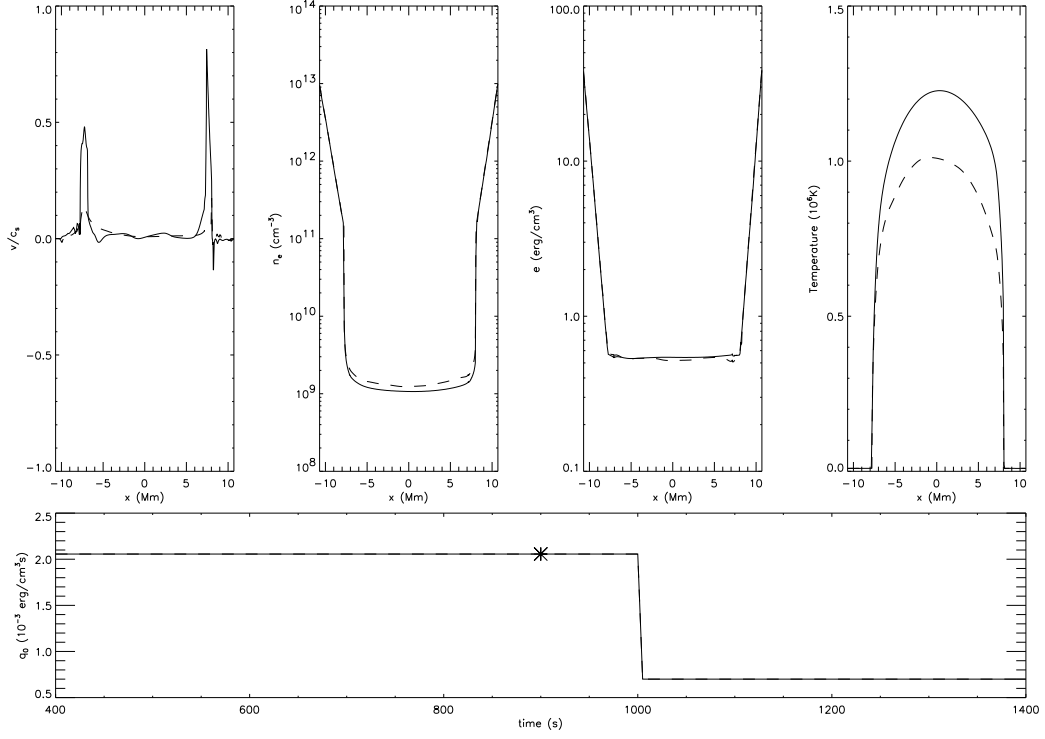 1.0
0.5
0.0
−0.5
−1.0
v/c_s
−10 −5 0 5 10
x (Mm)
10^14
10^13
10^12
10^11
10^10
10^9
10^8
n_e (cm^−3)
−10 −5 0 5 10
x (Mm)
100.0
10.0
1.0
0.1
e (erg/cm^3)
−10 −5 0 5 10
x (Mm)
1.5
1.0
0.5
0.0
Temperature (10^6K)
−10 −5 0 5 10
x (Mm)
2.5
2.0
1.5
1.0
0.5
q_0 (10^−3 erg/cm^3s)
400 600 800 1000 1200 1400
time (s)